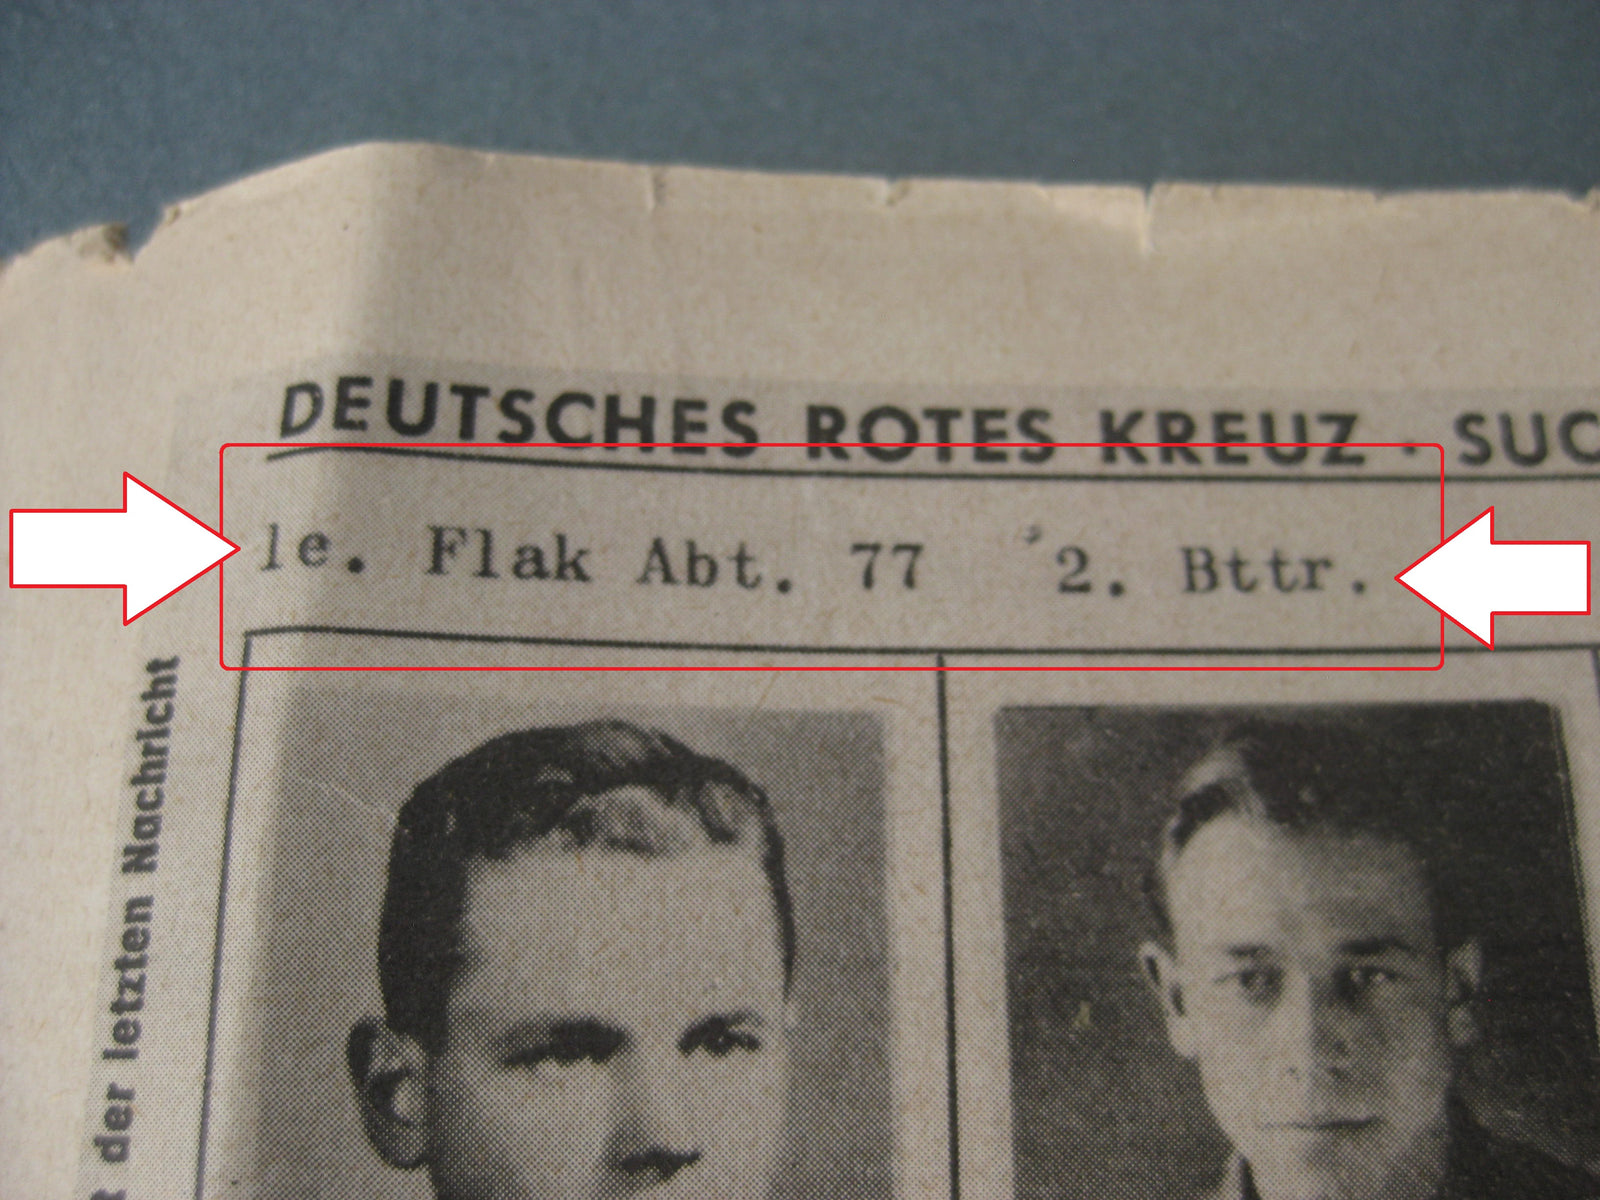 DEUTSCHES ROTES KREUZ · SUC
le. Flak Abt. 77 2. Bttr.
der letzten Nachricht